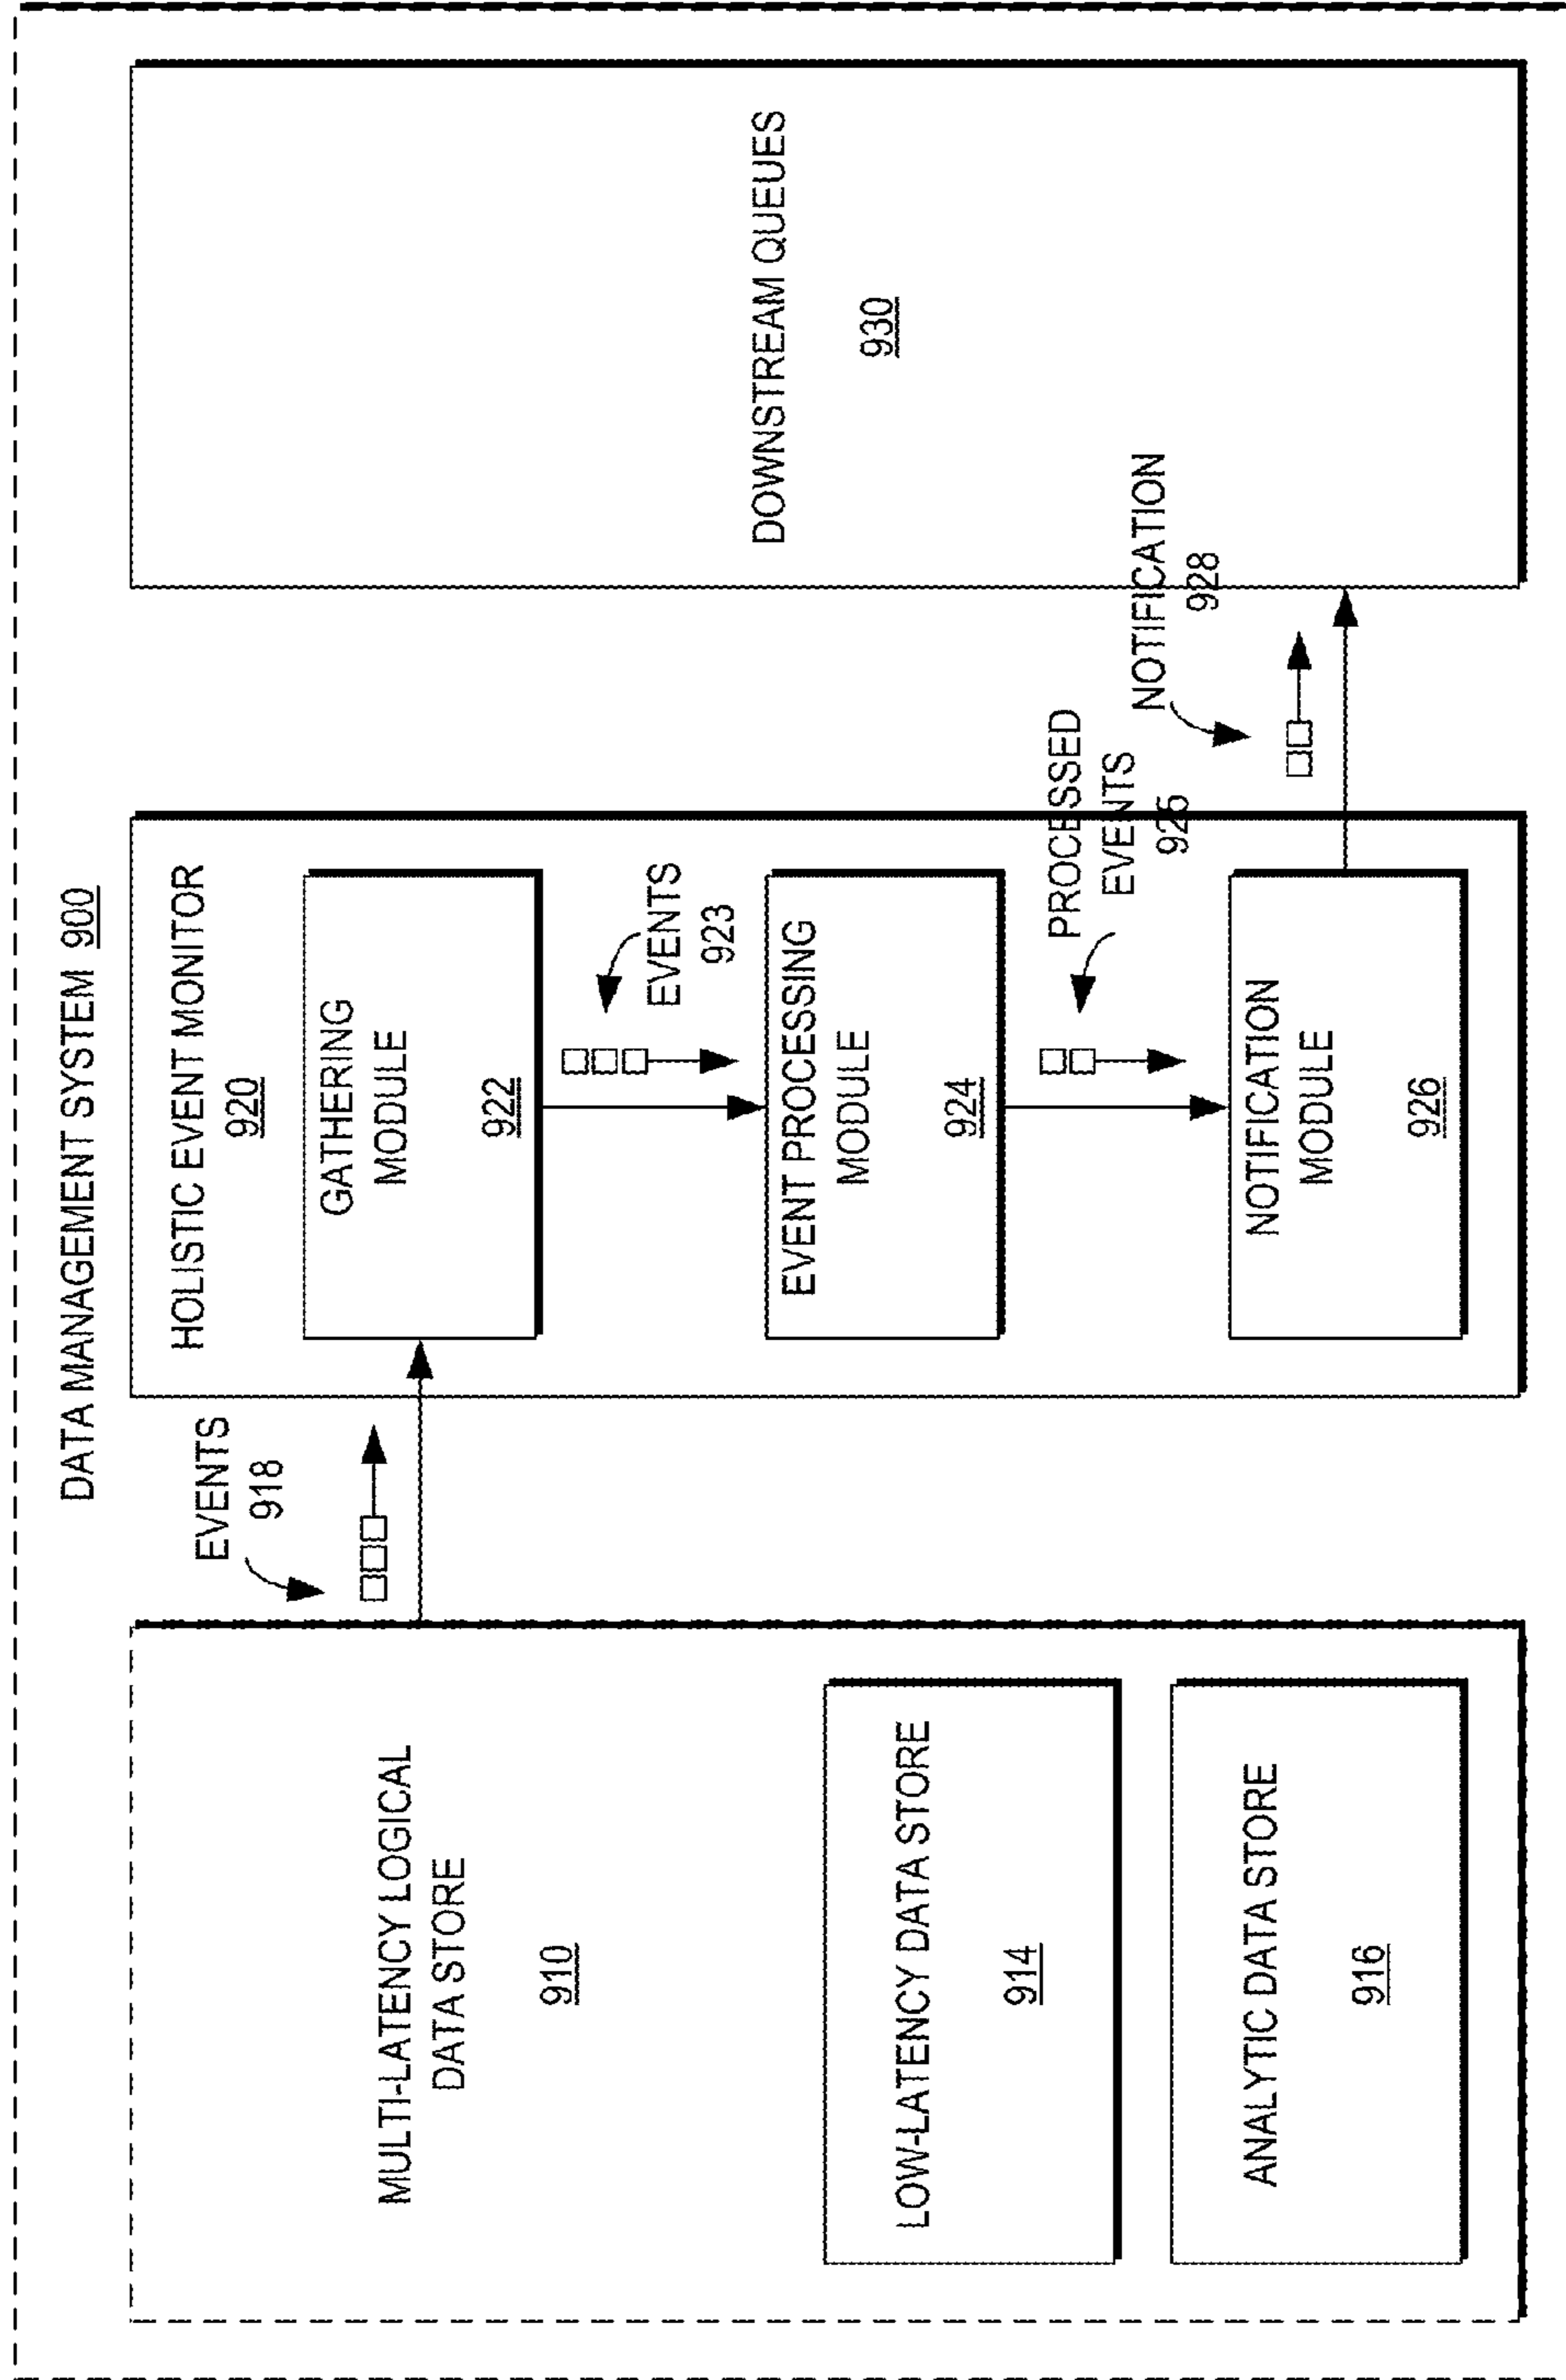 DATA MANAGEMENT SYSTEM 900
MULTI-LATENCY LOGICAL
DATA STORE
910
LOW-LATENCY DATA STORE
914
ANALYTIC DATA STORE
916
EVENTS
918
HOLISTIC EVENT MONITOR
920
GATHERING
MODULE
922
EVENTS
923
EVENT PROCESSING
MODULE
924
PROCESSED
EVENTS
925
NOTIFICATION
MODULE
926
NOTIFICATION
928
DOWNSTREAM QUEUES
930